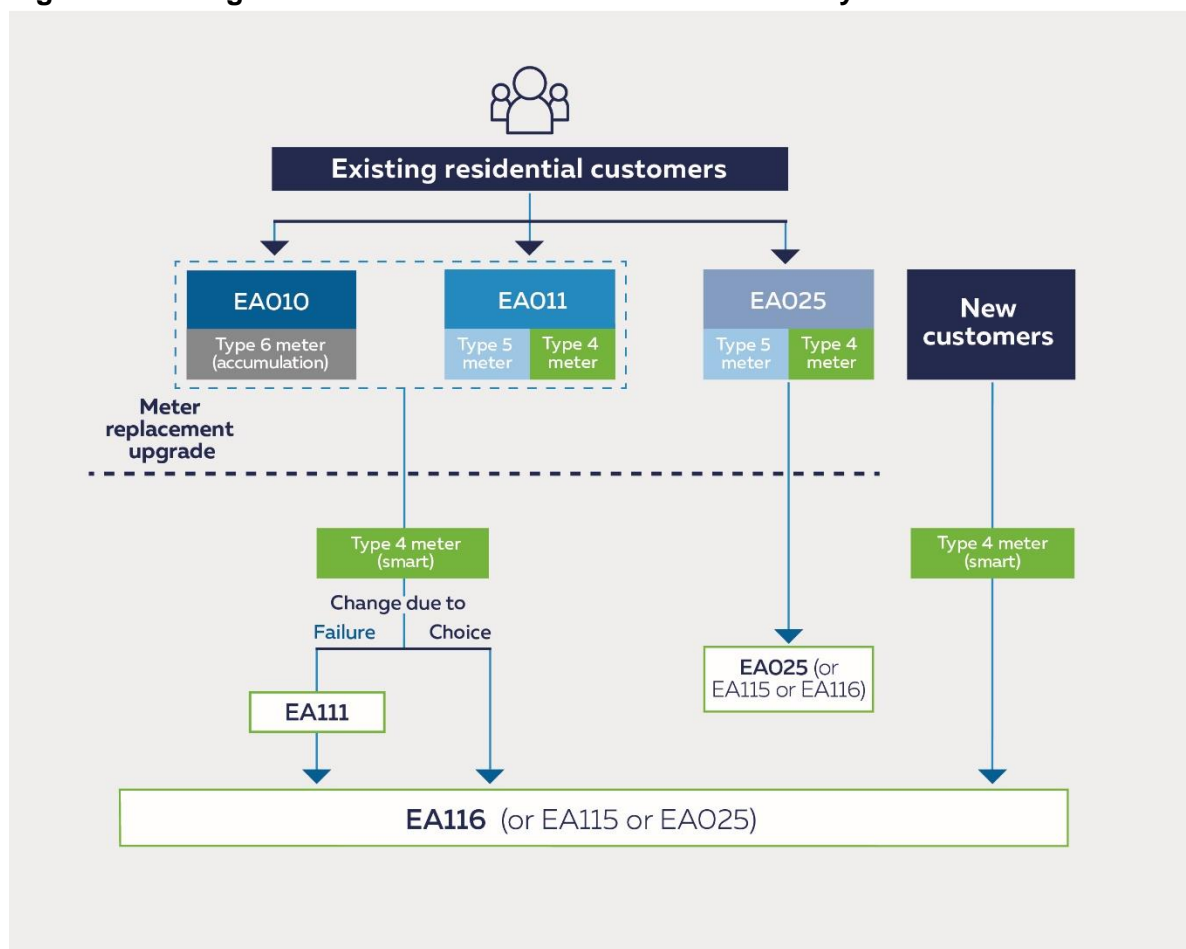 Existing residential customers
EA010
Type 6 meter
(accumulation)
EA011
Type 5
meter
Type 4
meter
EA025
Type 5
meter
Type 4
meter
New
customers
Meter
replacement
upgrade
Type 4 meter
(smart)
Type 4 meter
(smart)
Change due to
Failure
Choice
EA025 (or
EA115 or EA116)
EA111
EA116 (or EA115 or EA025)